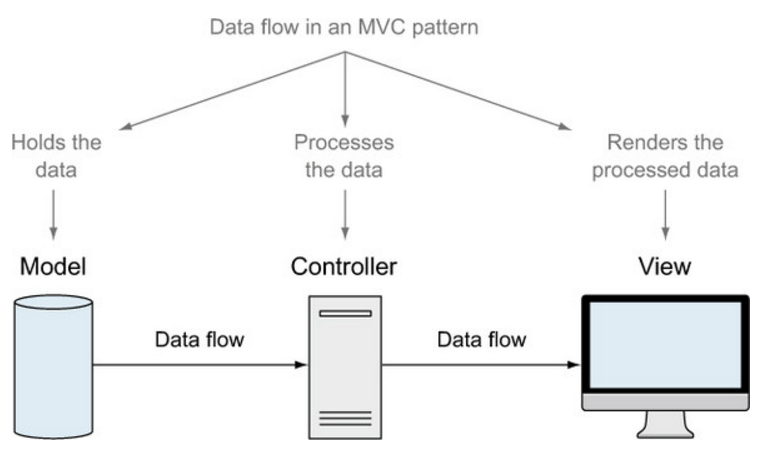 Data flow in an MVC pattern
Holds the
data
Processes
the data
Renders the
processed data
Model
Controller
View
Data flow
Data flow